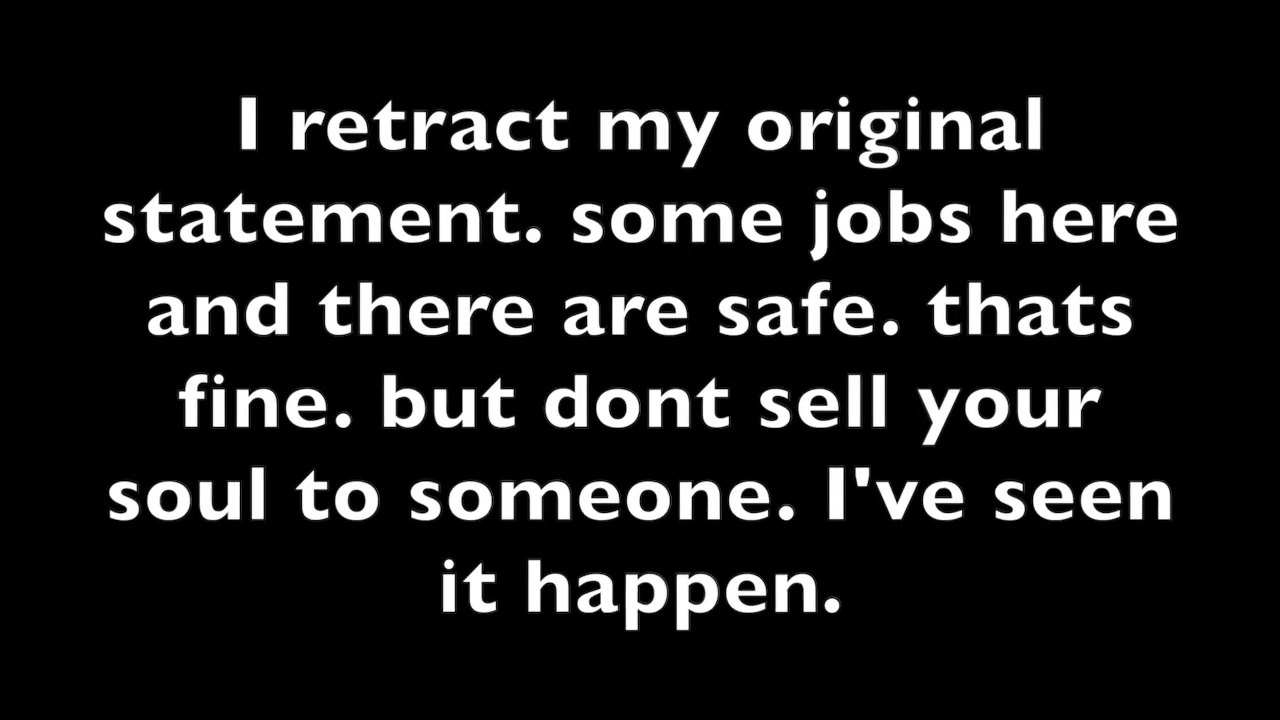 I retract my original
statement. some jobs here
and there are safe. thats
fine. but dont sell your
soul to someone. I've seen
it happen.